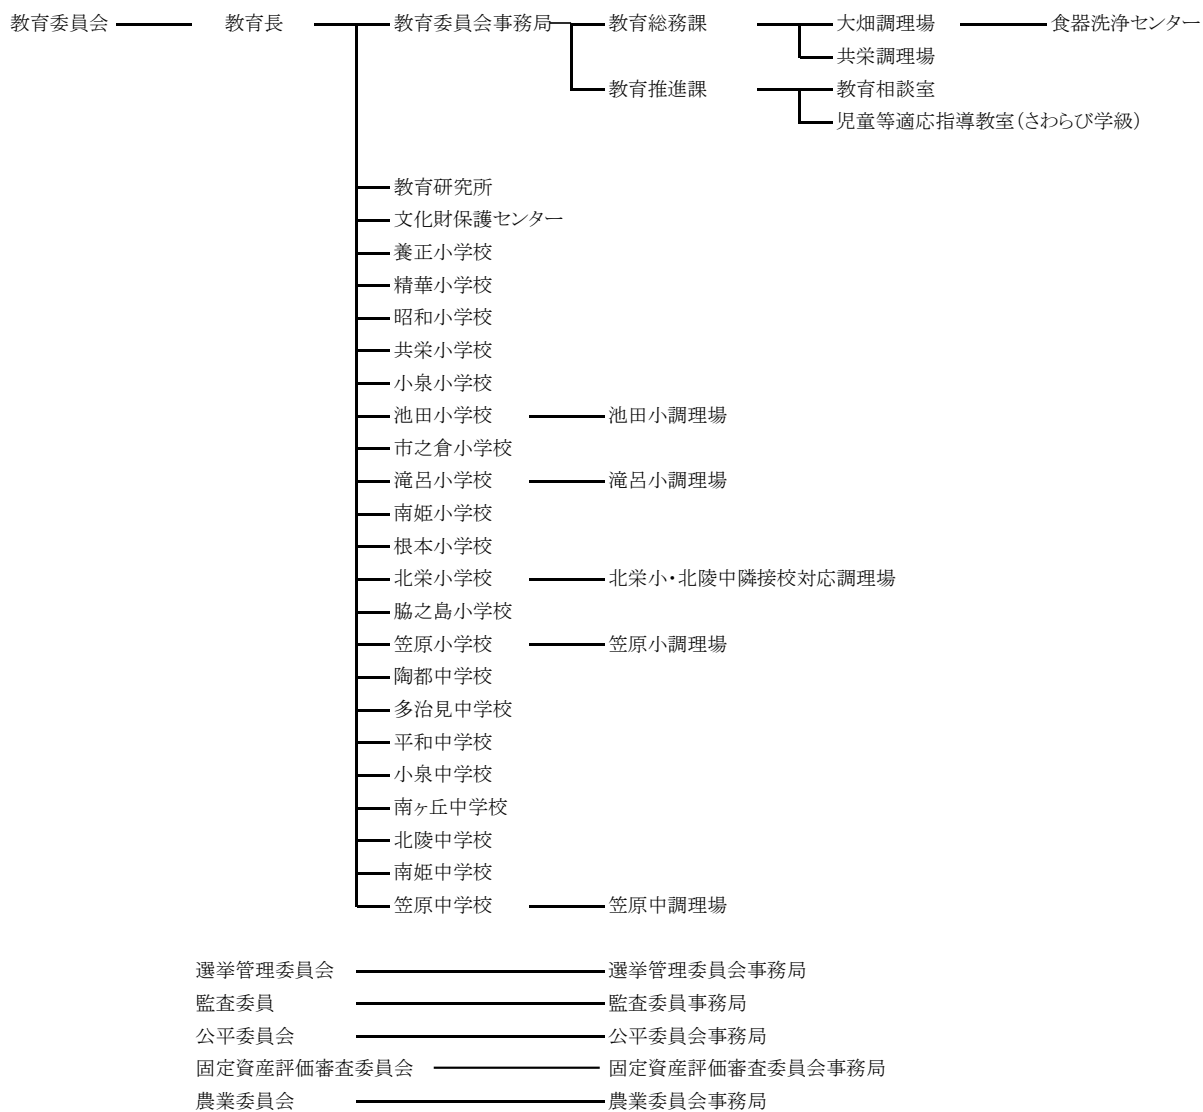 教育委員会 教育長 教育委員会事務局 教育総務課 大畑調理場 食器洗浄センター
共栄調理場
教育推進課 教育相談室
児童等適応指導教室（さわらび学級）
教育研究所
文化財保護センター
養正小学校
精華小学校
昭和小学校
共栄小学校
小泉小学校
池田小学校 池田小調理場
市之倉小学校
滝呂小学校 滝呂小調理場
南姫小学校
根本小学校
北栄小学校 北栄小・北陵中隣接校対応調理場
脇之島小学校
笠原小学校 笠原小調理場
陶都中学校
多治見中学校
平和中学校
小泉中学校
南ヶ丘中学校
北陵中学校
南姫中学校
笠原中学校 笠原中調理場
選挙管理委員会 選挙管理委員会事務局
監査委員 監査委員事務局
公平委員会 公平委員会事務局
固定資産評価審査委員会 固定資産評価審査委員会事務局
農業委員会 農業委員会事務局